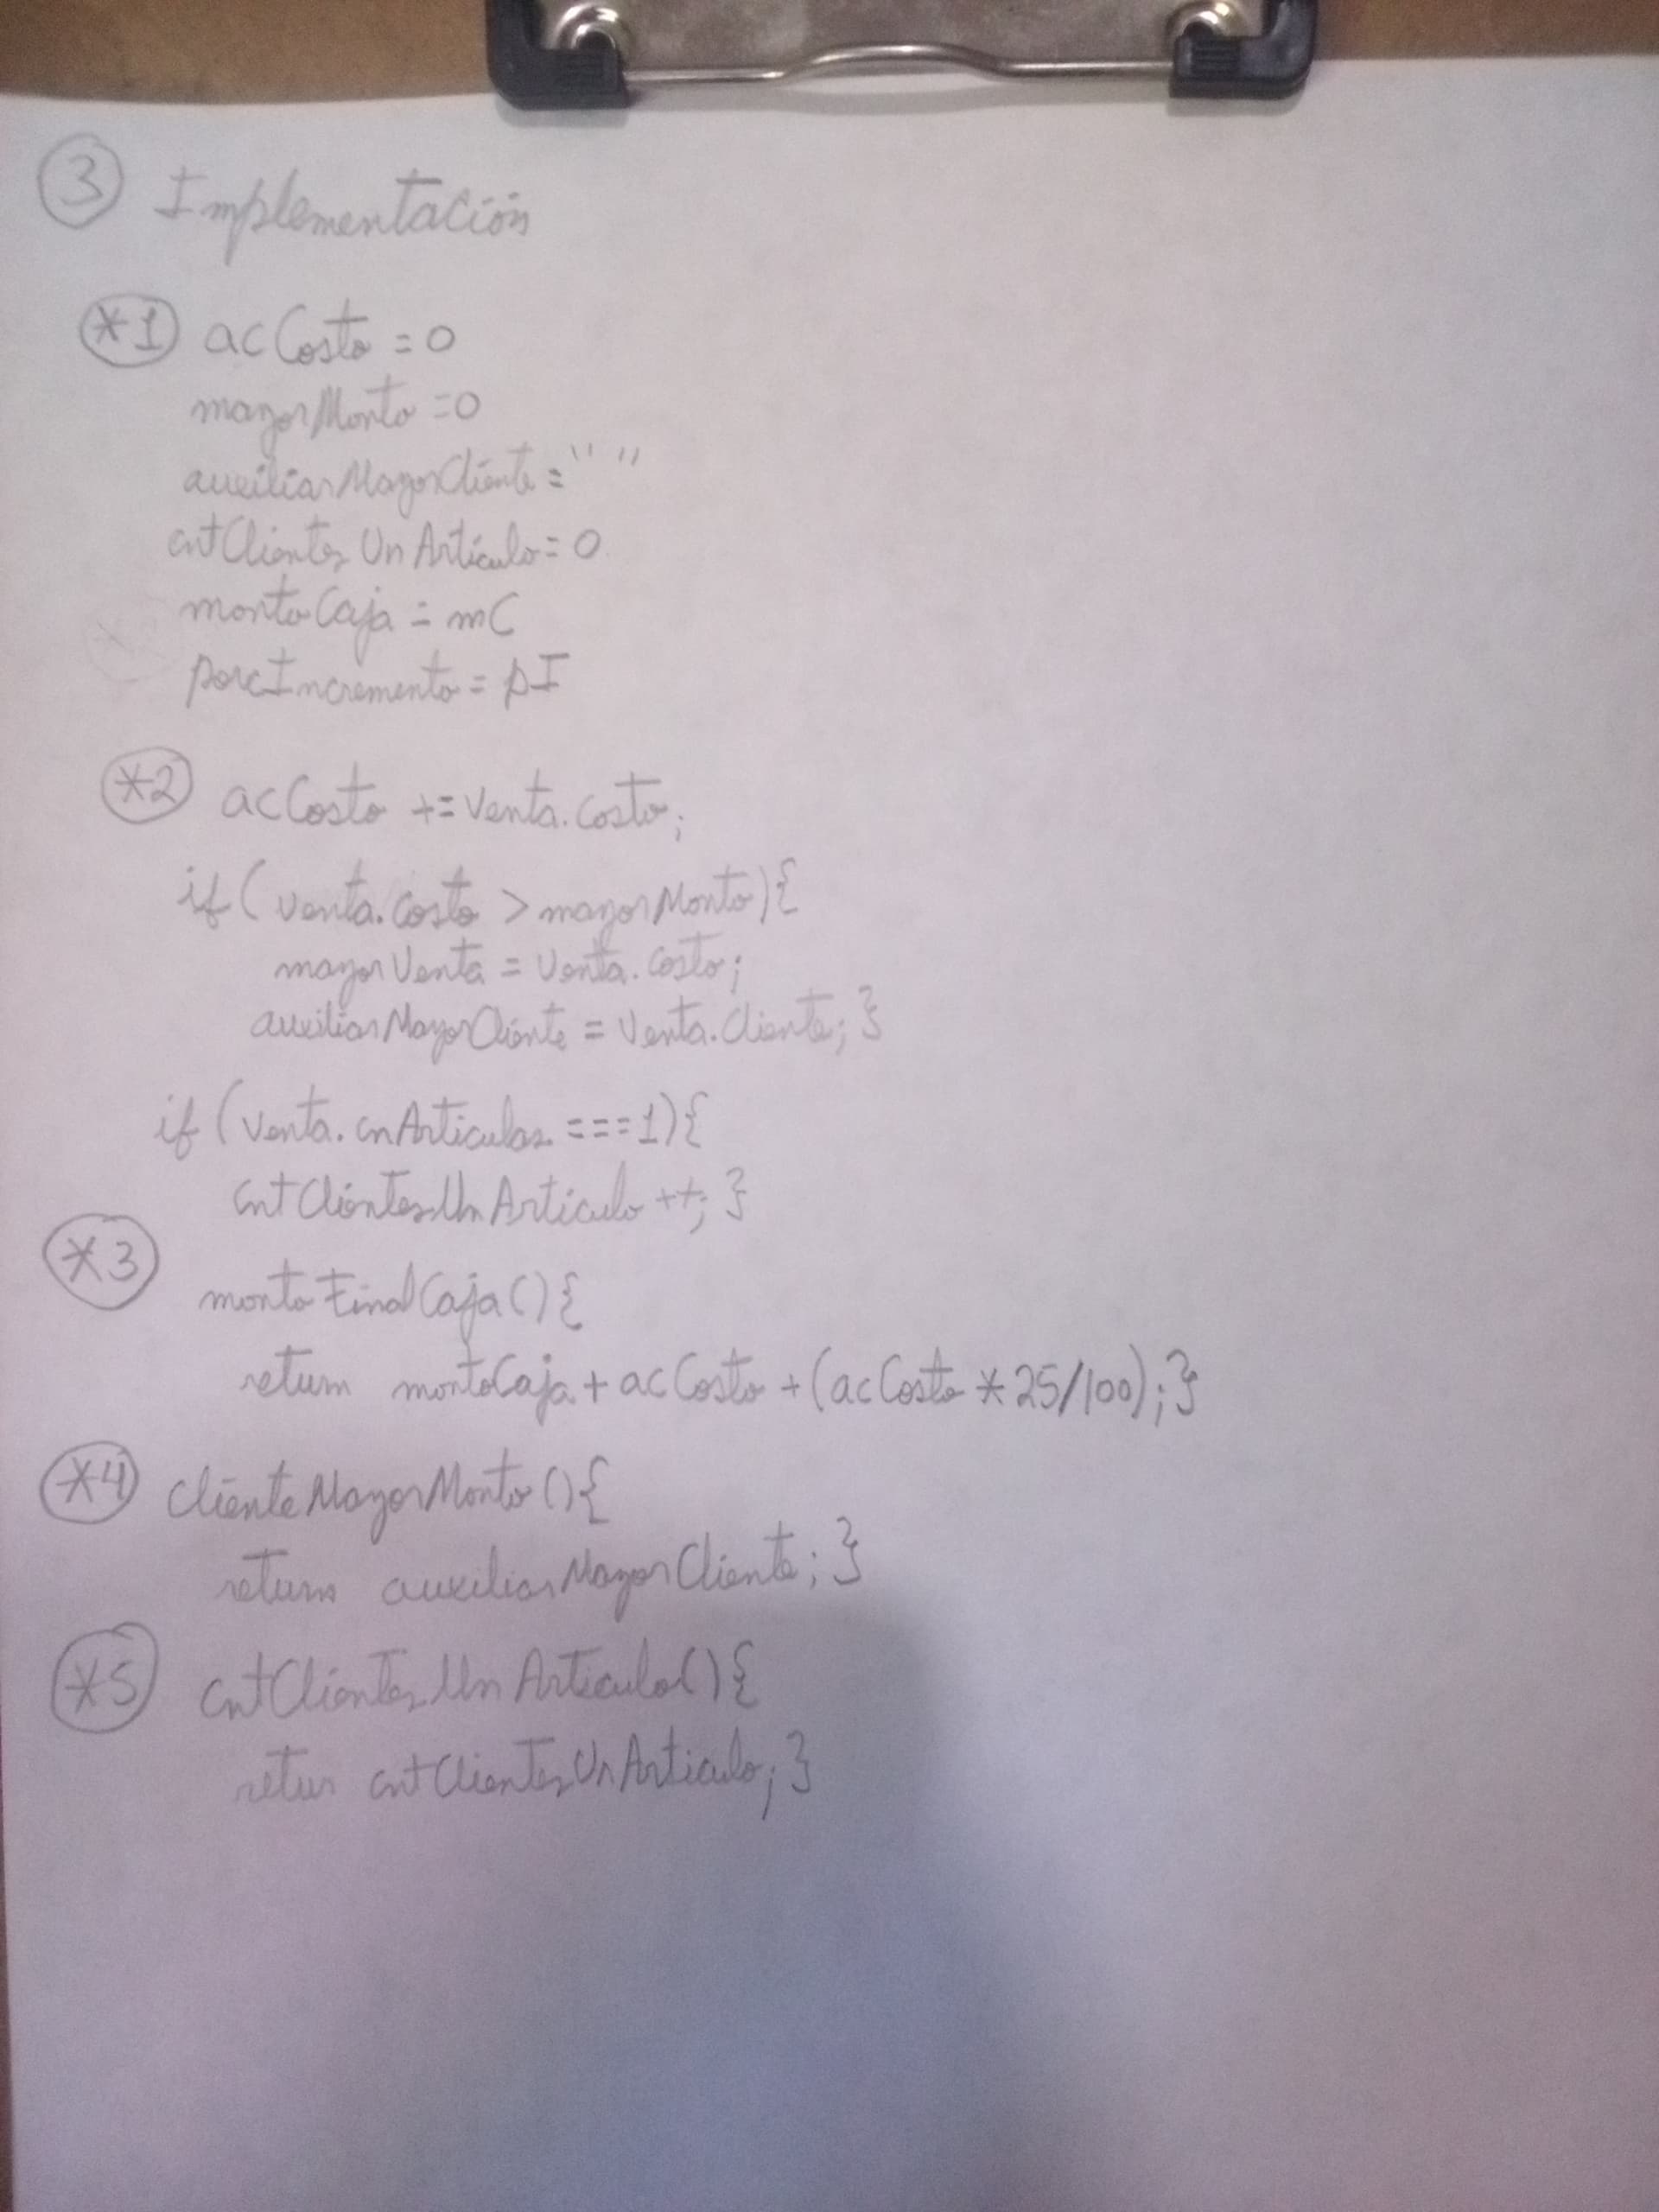 3 Implementación
*1 acCosto = 0
mayorMonto = 0
auxiliarMayorCliente = " "
cntClientesUnArticulo = 0
montoCaja = mC
porcIncremento = pI
*2 acCosto += venta.costo;
if (venta.costo > mayorMonto){
mayorVenta = venta.costo;
auxiliarMayorCliente = venta.cliente; }
if (venta.cnArticulos === 1){
cntClientesUnArticulo ++; }
*3
montoFinalCaja () {
return montoCaja + acCosto + (acCosto * 25/100); }
*4 clienteMayorMonto () {
return auxiliarMayorCliente; }
*5 cntClientesUnArticulo() {
retur cntClientesUnArticulo; }